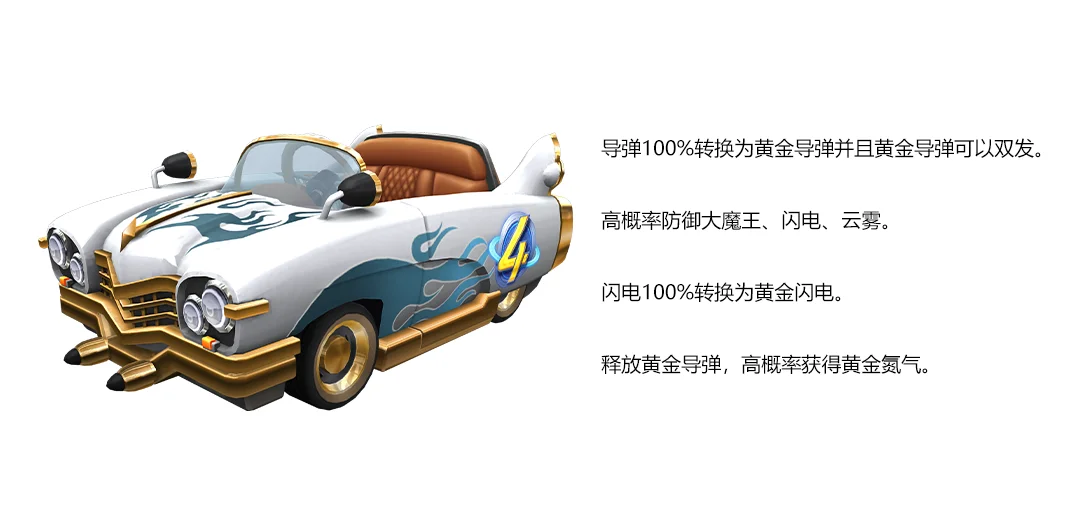 4
导弹100%转换为黄金导弹并且黄金导弹可以双发。
高概率防御大魔王、闪电、云雾。
闪电100%转换为黄金闪电。
释放黄金导弹，高概率获得黄金氮气。